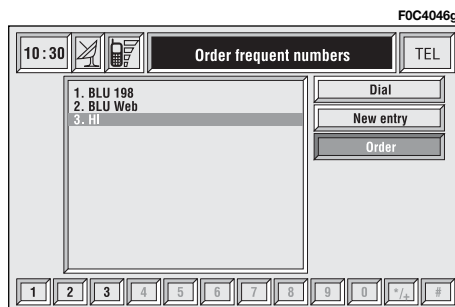 F0C4046g
10:30 Order frequent numbers TEL
1. BLU 198
2. BLU Web
3. HI
Dial
New entry
Order
1 2 3 4 5 6 7 8 9 0 */+ #